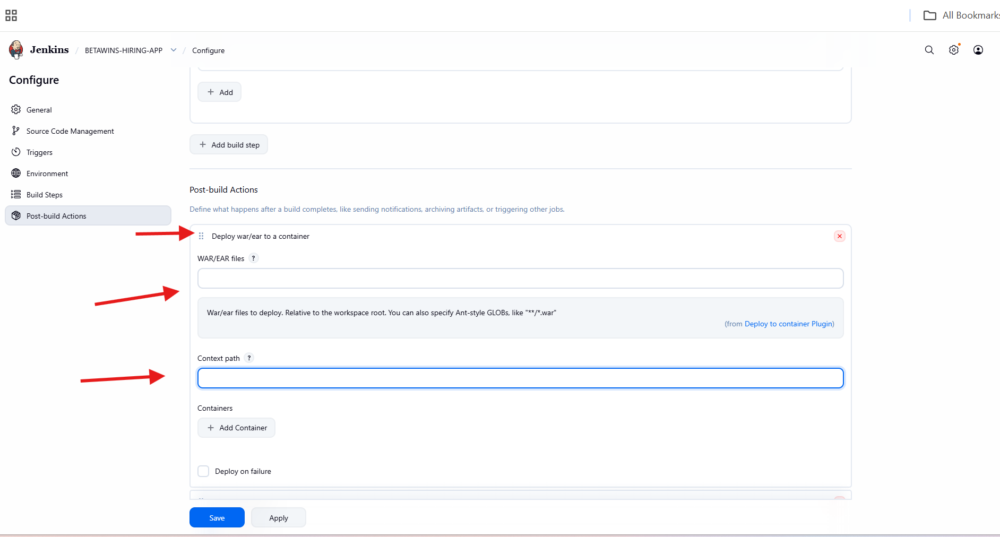 All Bookmarks
Jenkins / BETAWINS-HIRING-APP / Configure
Configure
General
Source Code Management
Triggers
Environment
Build Steps
Post-build Actions
+ Add
+ Add build step
Post-build Actions
Define what happens after a build completes, like sending notifications, archiving artifacts, or triggering other jobs.
Deploy war/ear to a container
WAR/EAR files ?
War/ear files to deploy. Relative to the workspace root. You can also specify Ant-style GLOBs, like "**/*.war"
(from Deploy to container Plugin)
Context path ?
Containers
+ Add Container
Deploy on failure
Save
Apply